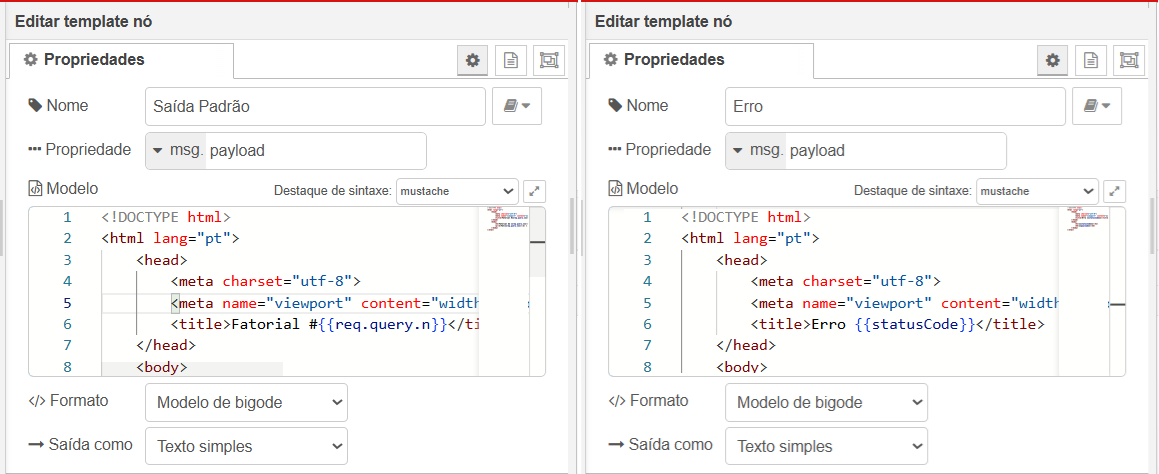 Editar template nó
Propriedades
Nome
Saída Padrão
Propriedade
msg. payload
Modelo
Destaque de sintaxe: mustache
1 <!DOCTYPE html>
2 <html lang="pt">
3 <head>
4 <meta charset="utf-8">
5 <meta name="viewport" content="width
6 <title>Fatorial #{{req.query.n}}</ti
7 </head>
8 <body>
</> Formato
Modelo de bigode
Saída como
Texto simples
Editar template nó
Propriedades
Nome
Erro
Propriedade
msg. payload
Modelo
Destaque de sintaxe: mustache
1 <!DOCTYPE html>
2 <html lang="pt">
3 <head>
4 <meta charset="utf-8">
5 <meta name="viewport" content="width
6 <title>Erro {{statusCode}}</title>
7 </head>
8 <body>
</> Formato
Modelo de bigode
Saída como
Texto simples